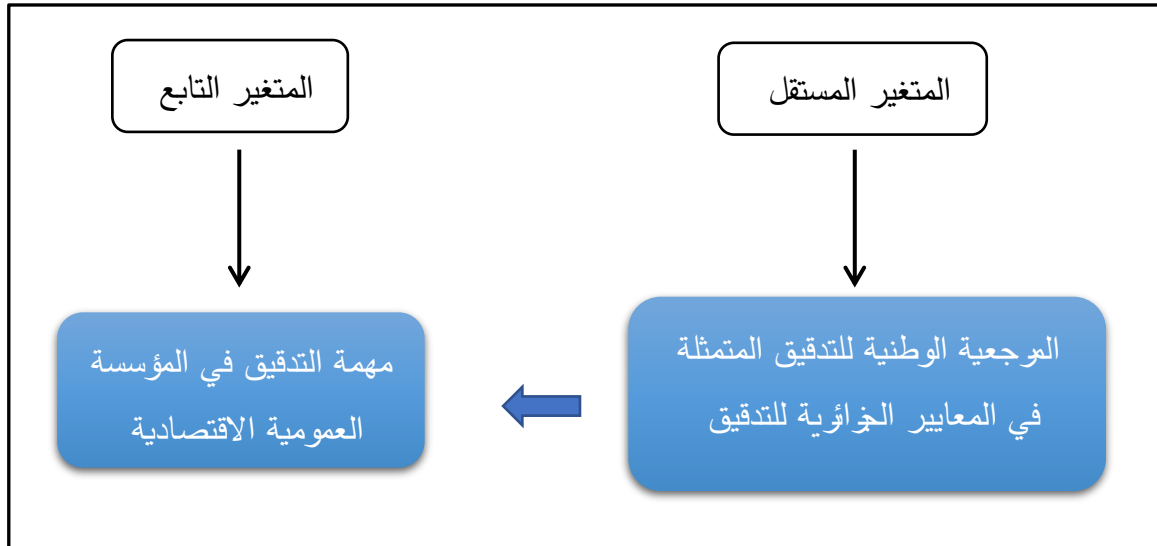 المتغير المستقل
المتغير التابع
المرجعية الوطنية للتدقيق المتمثلة
في المعايير الجزائرية للتدقيق
مهمة التدقيق في المؤسسة
العمومية الاقتصادية